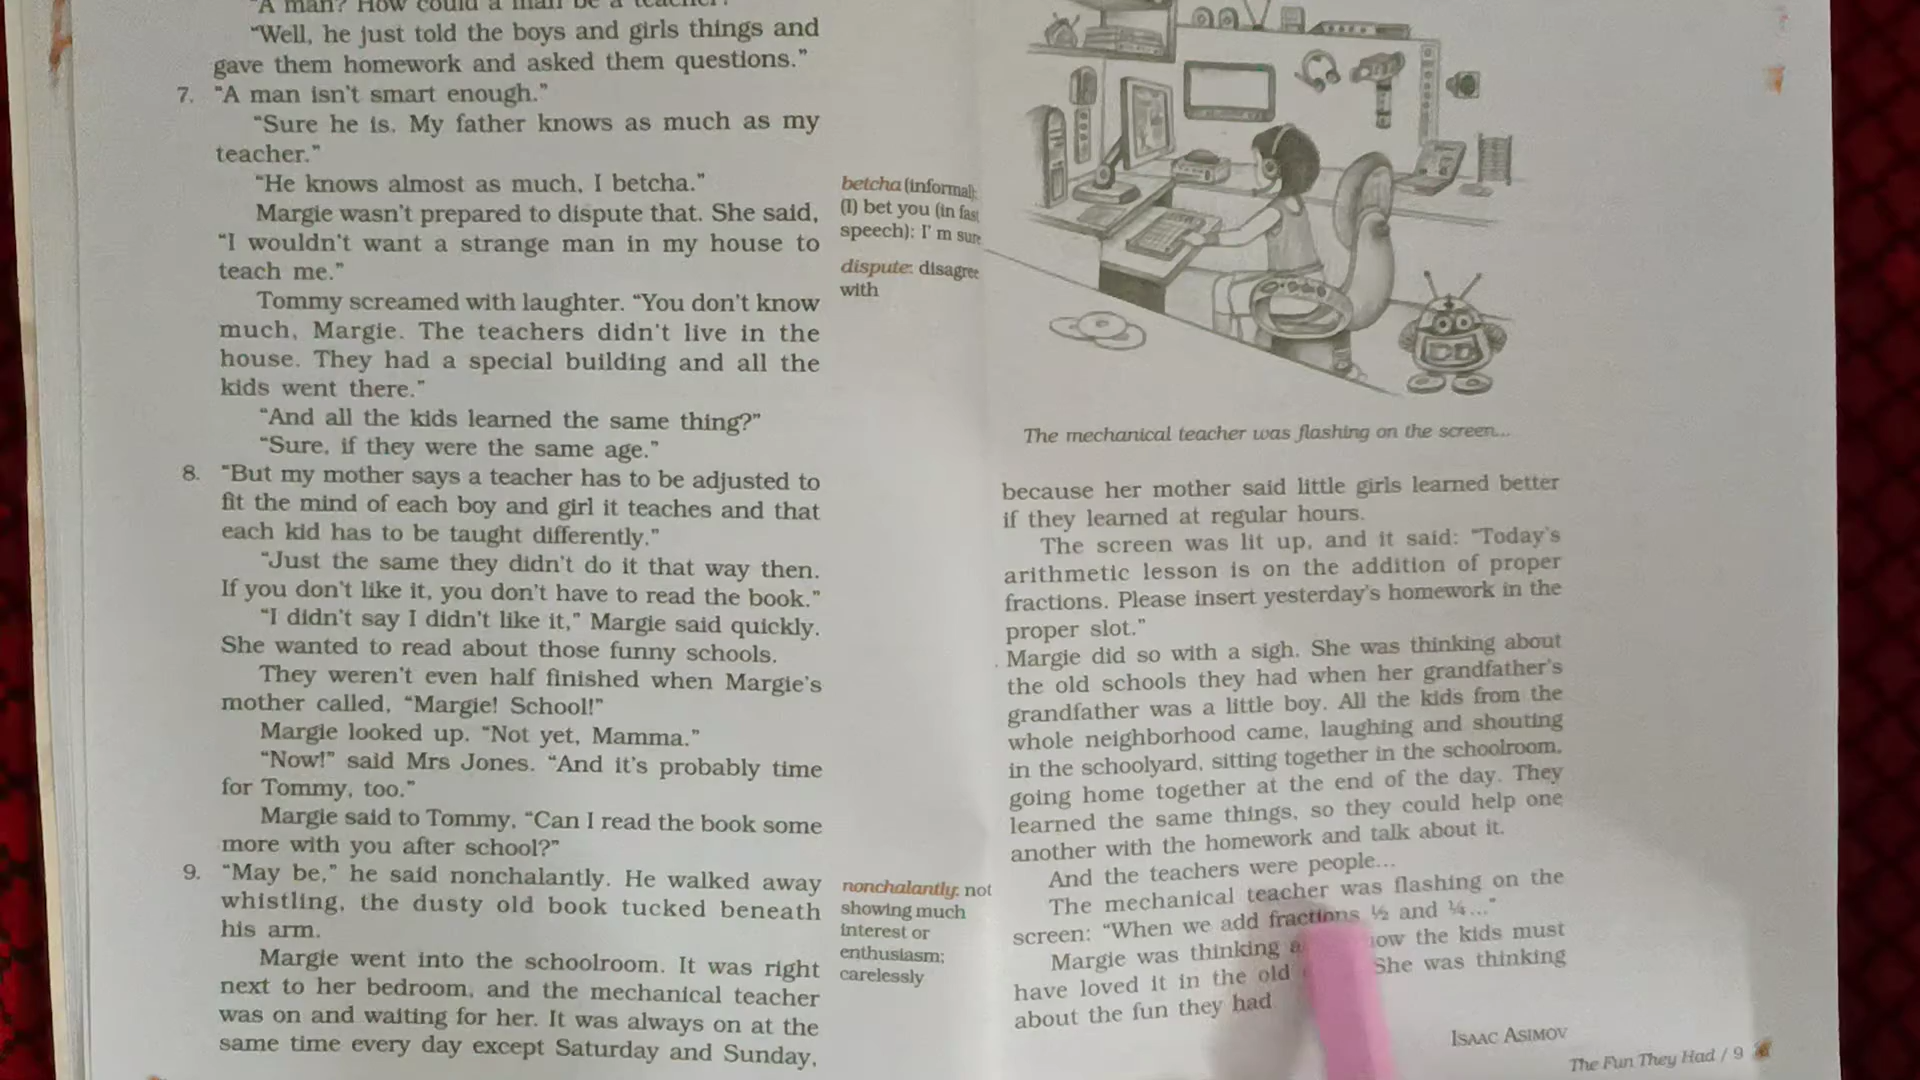 "A man? How could a man be a teacher?"
"Well, he just told the boys and girls things and
gave them homework and asked them questions."
7. "A man isn't smart enough."
"Sure he is. My father knows as much as my
teacher."
"He knows almost as much, I betcha."
Margie wasn't prepared to dispute that. She said,
"I wouldn't want a strange man in my house to
teach me."
Tommy screamed with laughter. "You don't know
much, Margie. The teachers didn't live in the
house. They had a special building and all the
kids went there."
"And all the kids learned the same thing?"
"Sure, if they were the same age."
8. "But my mother says a teacher has to be adjusted to
fit the mind of each boy and girl it teaches and that
each kid has to be taught differently."
"Just the same they didn't do it that way then.
If you don't like it, you don't have to read the book."
"I didn't say I didn't like it," Margie said quickly.
She wanted to read about those funny schools.
They weren't even half finished when Margie's
mother called, "Margie! School!"
Margie looked up. "Not yet, Mamma."
"Now!" said Mrs Jones. "And it's probably time
for Tommy, too."
Margie said to Tommy, "Can I read the book some
more with you after school?"
9. "May be," he said nonchalantly. He walked away
whistling, the dusty old book tucked beneath
his arm.
Margie went into the schoolroom. It was right
next to her bedroom, and the mechanical teacher
was on and waiting for her. It was always on at the
same time every day except Saturday and Sunday,
betcha (informal):
(I) bet you (in fast
speech): I' m sure
dispute: disagree
with
nonchalantly: not
showing much
interest or
enthusiasm;
carelessly
The mechanical teacher was flashing on the screen...
because her mother said little girls learned better
if they learned at regular hours.
The screen was lit up, and it said: "Today's
arithmetic lesson is on the addition of proper
fractions. Please insert yesterday's homework in the
proper slot."
Margie did so with a sigh. She was thinking about
the old schools they had when her grandfather's
grandfather was a little boy. All the kids from the
whole neighborhood came, laughing and shouting
in the schoolyard, sitting together in the schoolroom,
going home together at the end of the day. They
learned the same things, so they could help one
another with the homework and talk about it.
And the teachers were people...
The mechanical teacher was flashing on the
screen: "When we add fractions ½ and ¼..."
Margie was thinking how the kids must
have loved it in the old She was thinking
about the fun they had
ISAAC ASIMOV
The Fun They Had / 9